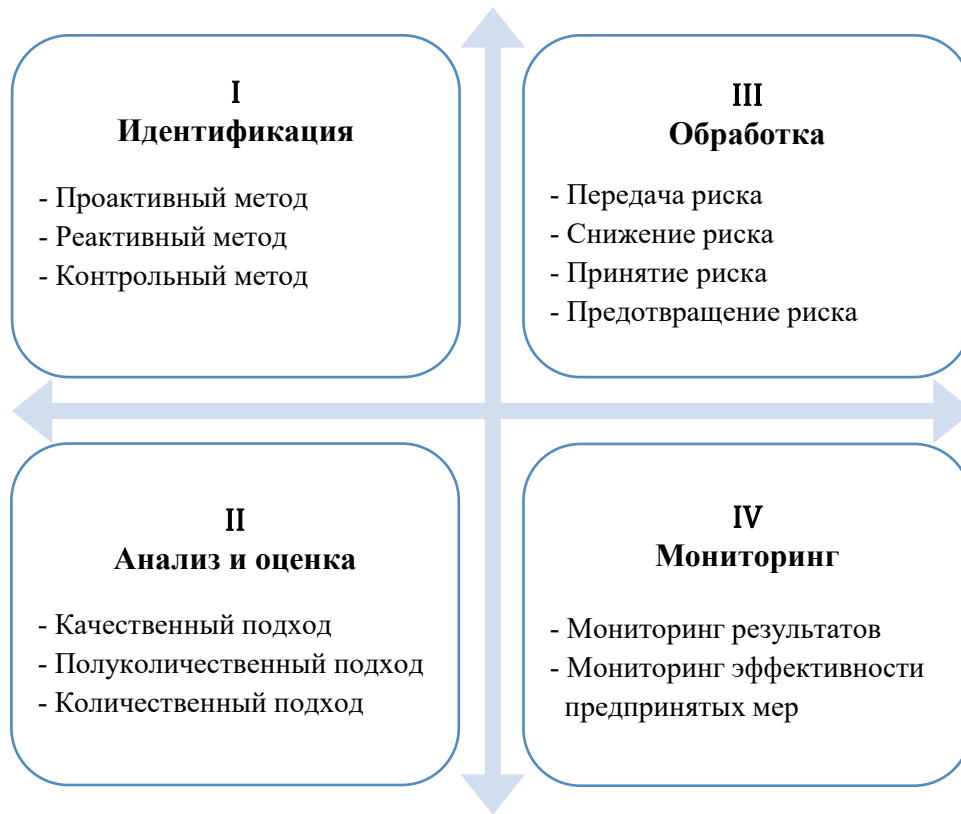 Ⅰ
Идентификация
- Проактивный метод
- Реактивный метод
- Контрольный метод
Ⅱ
Анализ и оценка
- Качественный подход
- Полуколичественный подход
- Количественный подход
Ⅲ
Обработка
- Передача риска
- Снижение риска
- Принятие риска
- Предотвращение риска
Ⅳ
Мониторинг
- Мониторинг результатов
- Мониторинг эффективности
предпринятых мер